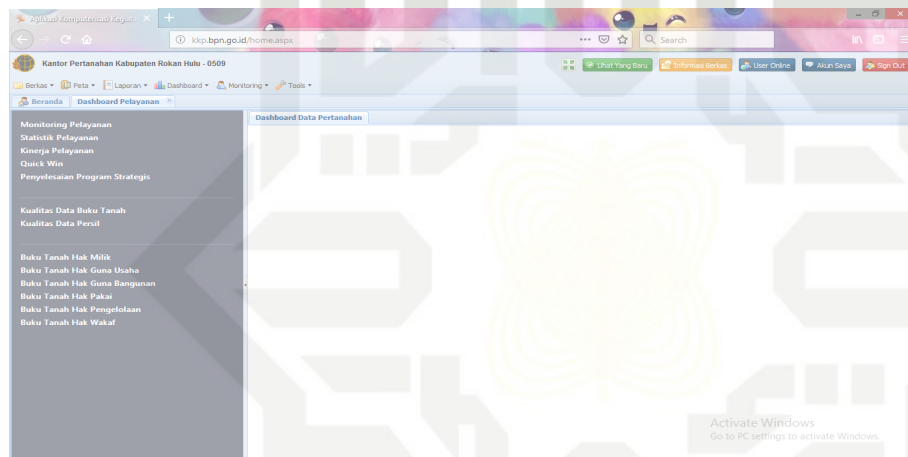 Aplikasi Komputerisasi Kegiata
kkp.bpn.go.id/home.aspx
Search
Kantor Pertanahan Kabupaten Rokan Hulu - 0509
Lihat Yang Baru
Informasi Berkas
User Online
Akun Saya
Sign Out
Berkas
Peta
Laporan
Dashboard
Monitoring
Tools
Beranda
Dashboard Pelayanan
Monitoring Pelayanan
Statistik Pelayanan
Kinerja Pelayanan
Quick Win
Penyelesaian Program Strategis
Kualitas Data Buku Tanah
Kualitas Data Persil
Buku Tanah Hak Milik
Buku Tanah Hak Guna Usaha
Buku Tanah Hak Guna Bangunan
Buku Tanah Hak Pakai
Buku Tanah Hak Pengelolaan
Buku Tanah Hak Wakaf
Dashboard Data Pertanahan
Activate Windows
Go to PC settings to activate Windows.